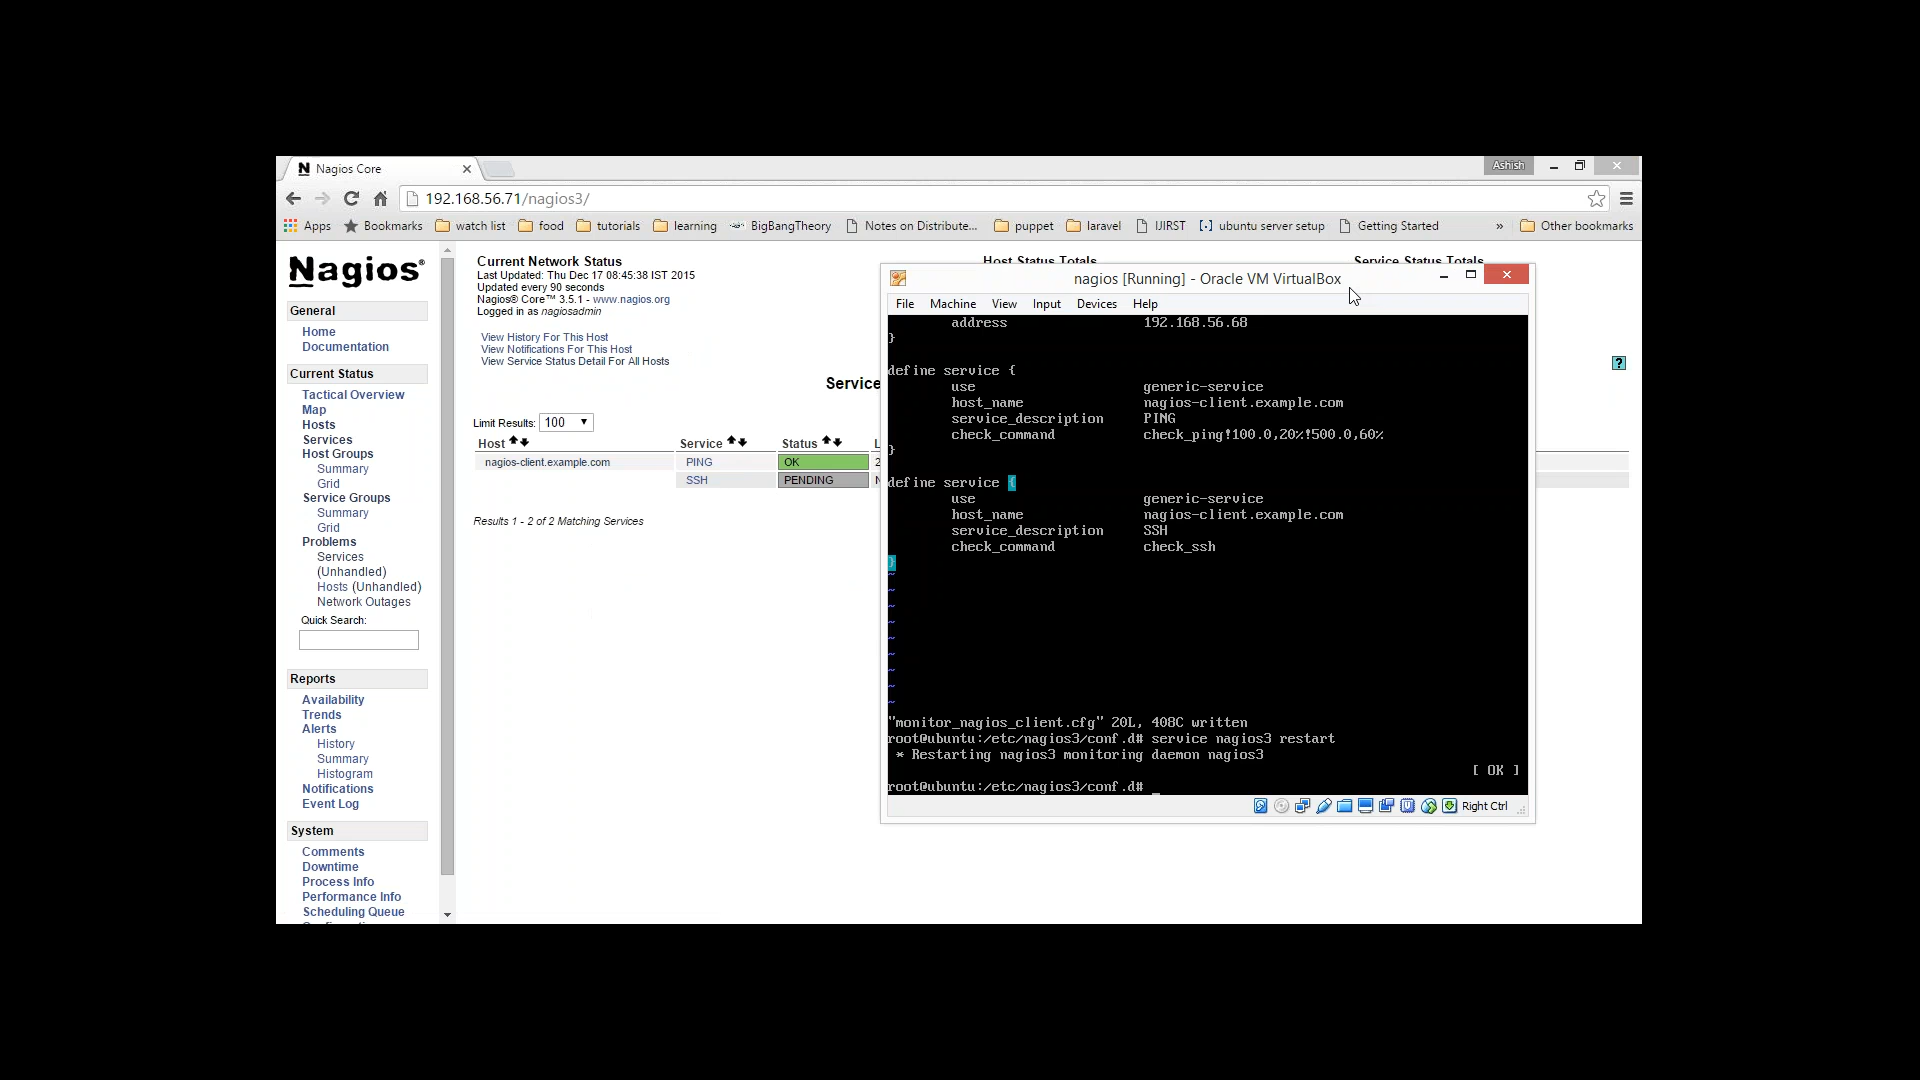 Nagios Core
Ashish
192.168.56.71/nagios3/
Apps Bookmarks watch list food tutorials learning BigBangTheory Notes on Distribute... puppet laravel IJIRST ubuntu server setup Getting Started » Other bookmarks
Nagios®
General
Home
Documentation
Current Status
Tactical Overview
Map
Hosts
Services
Host Groups
Summary
Grid
Service Groups
Summary
Grid
Problems
Services
(Unhandled)
Hosts (Unhandled)
Network Outages
Quick Search:
Reports
Availability
Trends
Alerts
History
Summary
Histogram
Notifications
Event Log
System
Comments
Downtime
Process Info
Performance Info
Scheduling Queue
Current Network Status
Last Updated: Thu Dec 17 08:45:38 IST 2015
Updated every 90 seconds
Nagios® Core™ 3.5.1 - www.nagios.org
Logged in as nagiosadmin
View History For This Host
View Notifications For This Host
View Service Status Detail For All Hosts
Host Status Totals
Service Status Totals
?
Service
Limit Results: 100
Host Service Status L
nagios-client.example.com PING OK 2
SSH PENDING N
Results 1 - 2 of 2 Matching Services
nagios [Running] - Oracle VM VirtualBox
File Machine View Input Devices Help
address 192.168.56.68
}
define service {
use generic-service
host_name nagios-client.example.com
service_description PING
check_command check_ping!100.0,20%!500.0,60%
}
define service {
use generic-service
host_name nagios-client.example.com
service_description SSH
check_command check_ssh
}
~
~
~
~
~
~
~
~
~
"monitor_nagios_client.cfg" 20L, 408C written
root@ubuntu:/etc/nagios3/conf.d# service nagios3 restart
* Restarting nagios3 monitoring daemon nagios3
[ OK ]
root@ubuntu:/etc/nagios3/conf.d# _
Right Ctrl